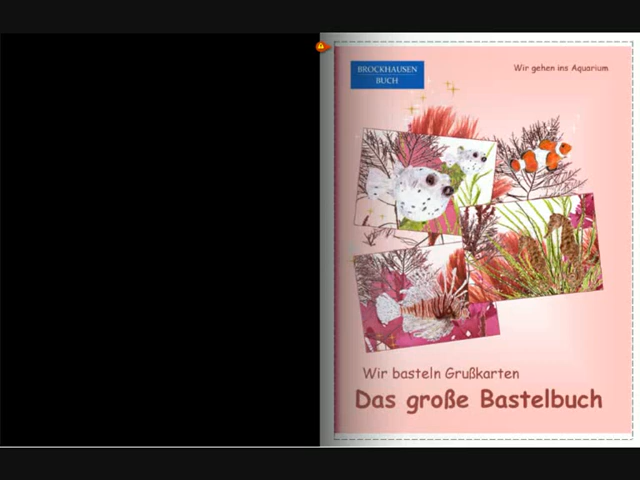 BROCKHAUSEN
BUCH
Wir gehen ins Aquarium
Wir basteln Grußkarten
Das große Bastelbuch